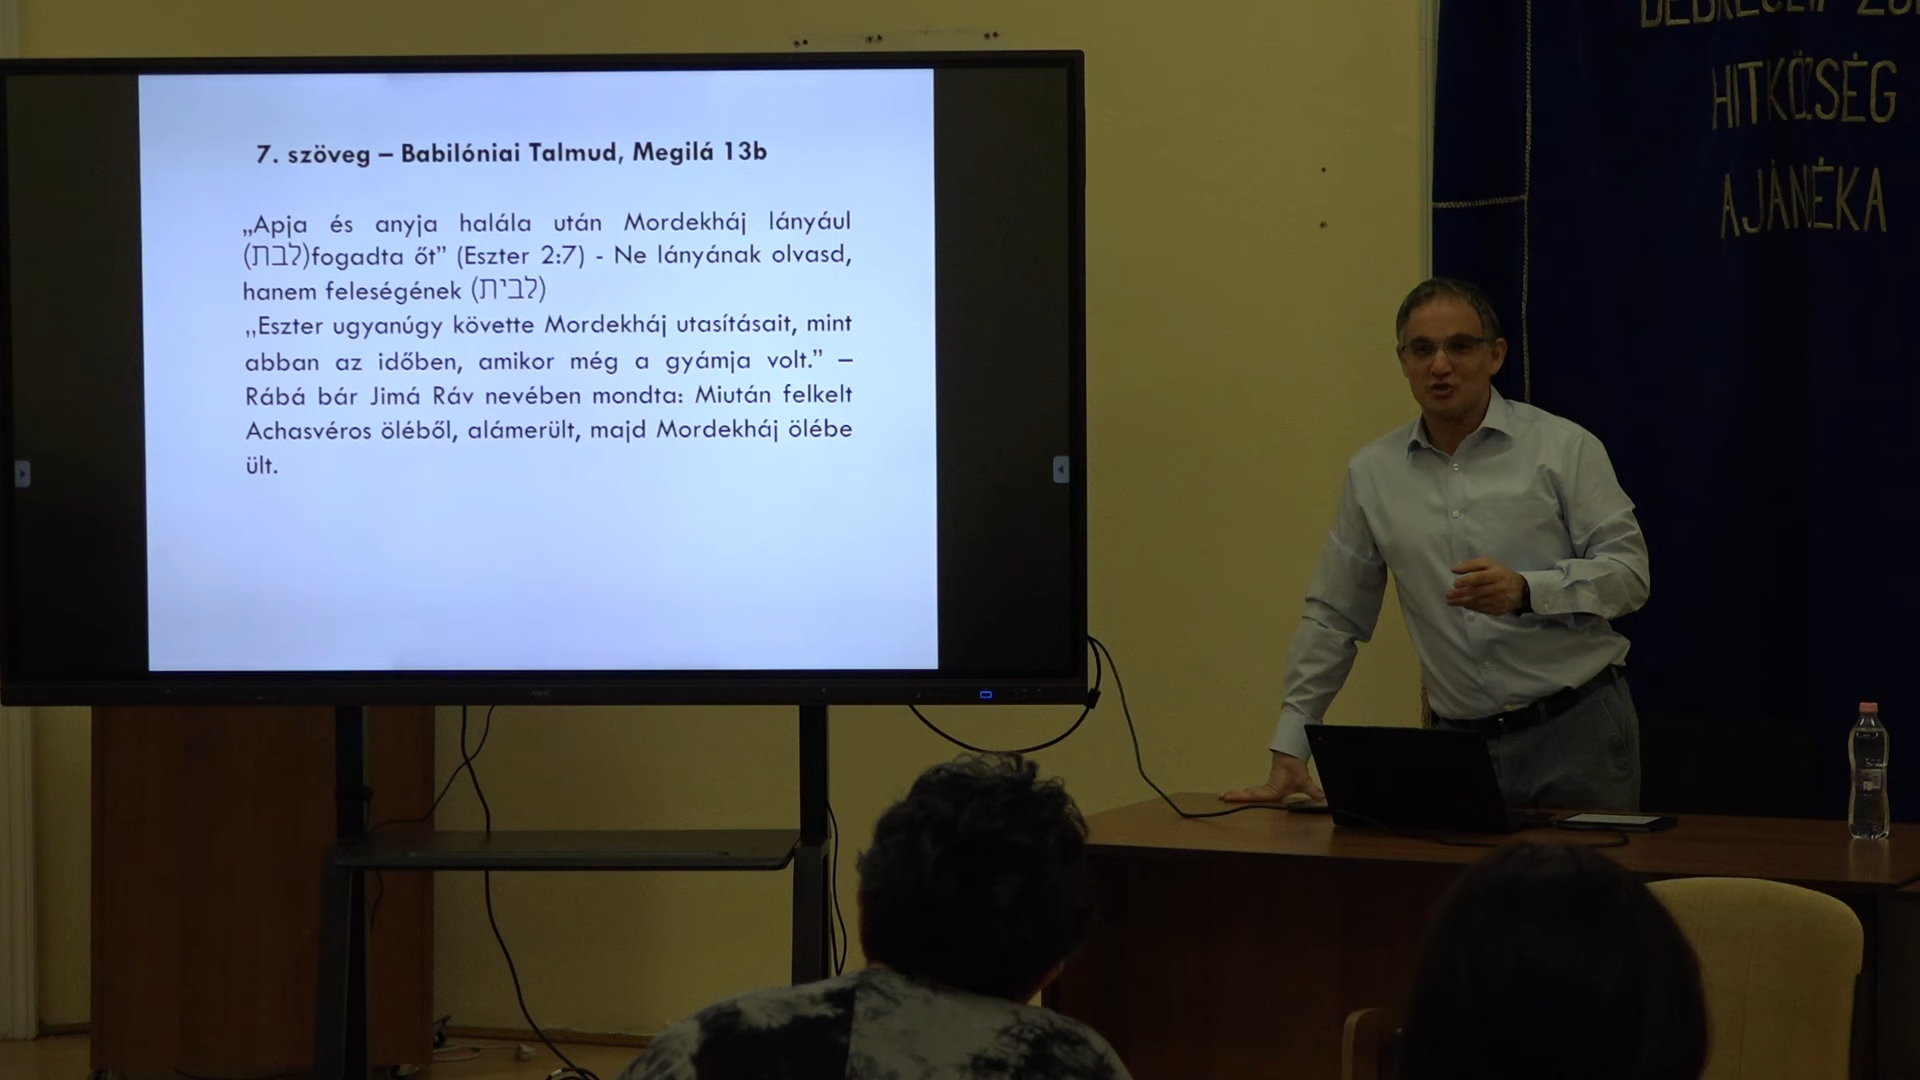 7. szöveg – Babilóniai Talmud, Megilá 13b
„Apja és anyja halála után Mordekháj lányául
(לבת)fogadta őt” (Eszter 2:7) - Ne lányának olvasd,
hanem feleségének (לבית)
„Eszter ugyanúgy követte Mordekháj utasításait, mint
abban az időben, amikor még a gyámja volt.” –
Rábá bár Jimá Ráv nevében mondta: Miután felkelt
Achasvéros öléből, alámerült, majd Mordekháj ölébe
ült.
HITKÖZSÉG
AJÁNÉKA